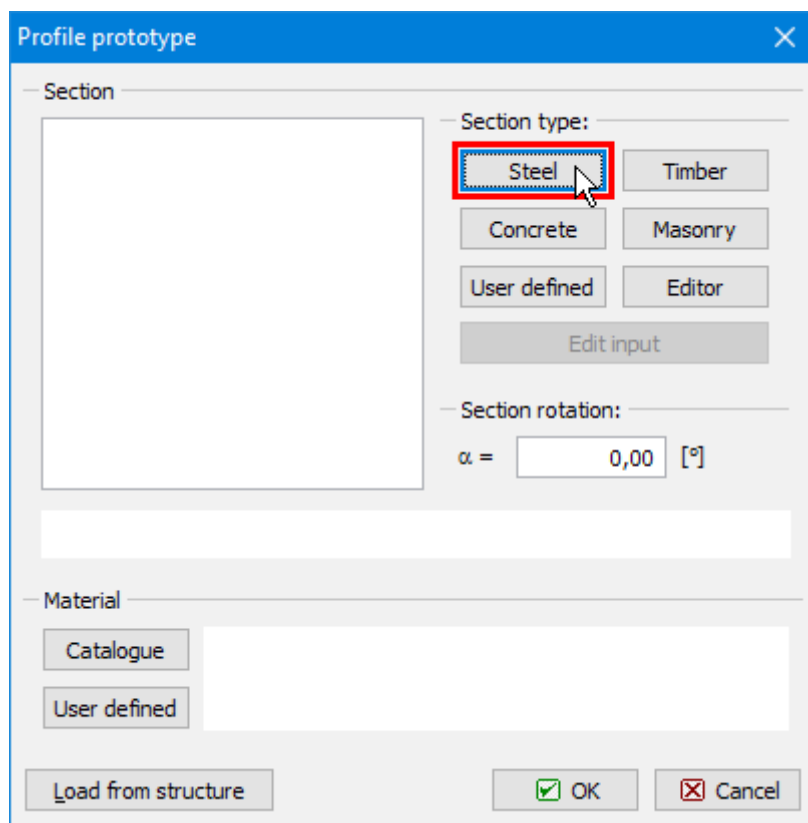 Profile prototype
Section
Section type:
Steel Timber
Concrete Masonry
User defined Editor
Edit input
Section rotation:
α = 0,00 [°]
Material
Catalogue
User defined
Load from structure OK Cancel